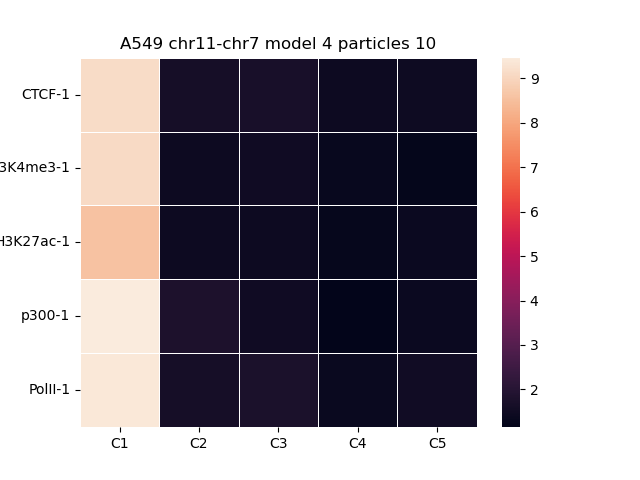 A549 chr11-chr7 model 4 particles 10
CTCF-1
3K4me3-1
H3K27ac-1
p300-1
PolII-1
C1 C2 C3 C4 C5
9
8
7
6
5
4
3
2